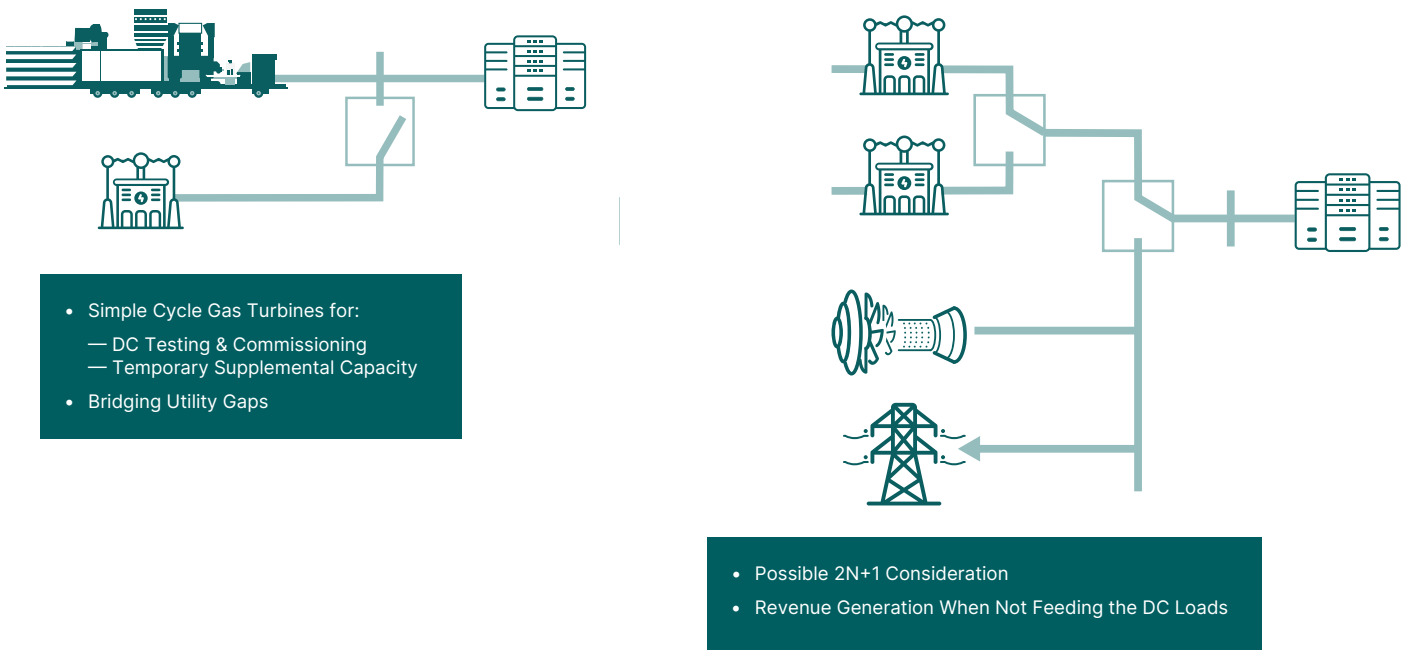 • Simple Cycle Gas Turbines for:
— DC Testing & Commissioning
— Temporary Supplemental Capacity
• Bridging Utility Gaps
• Possible 2N+1 Consideration
• Revenue Generation When Not Feeding the DC Loads